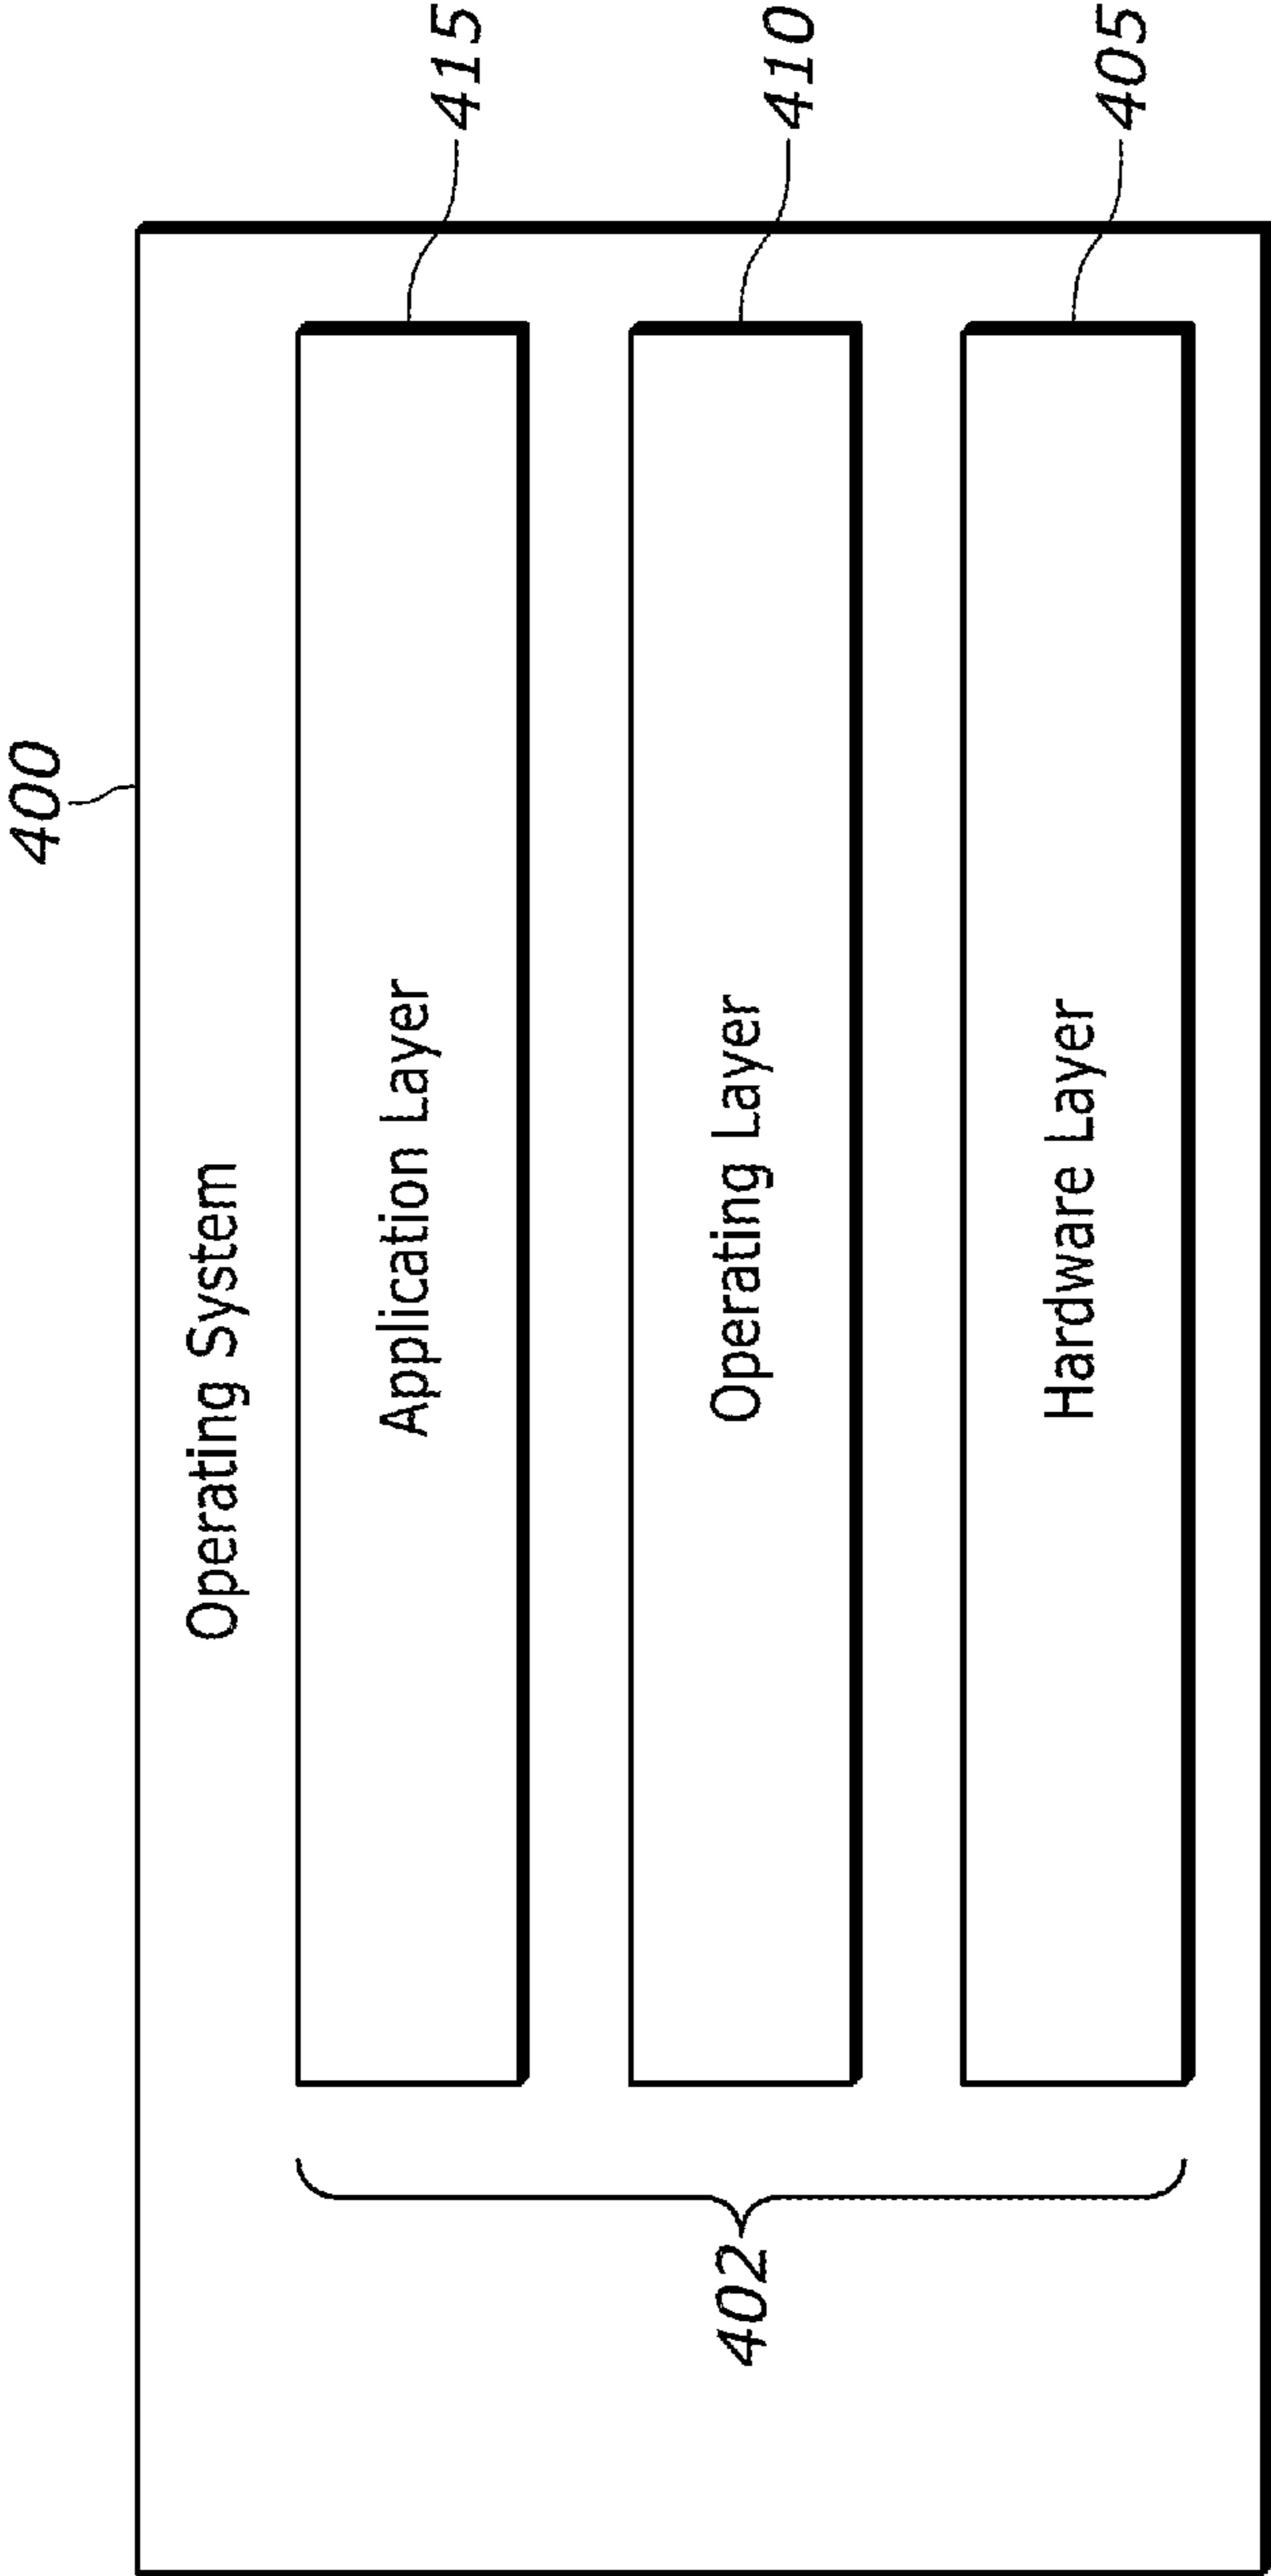 400
Operating System
Application Layer
415
Operating Layer
410
402
Hardware Layer
405